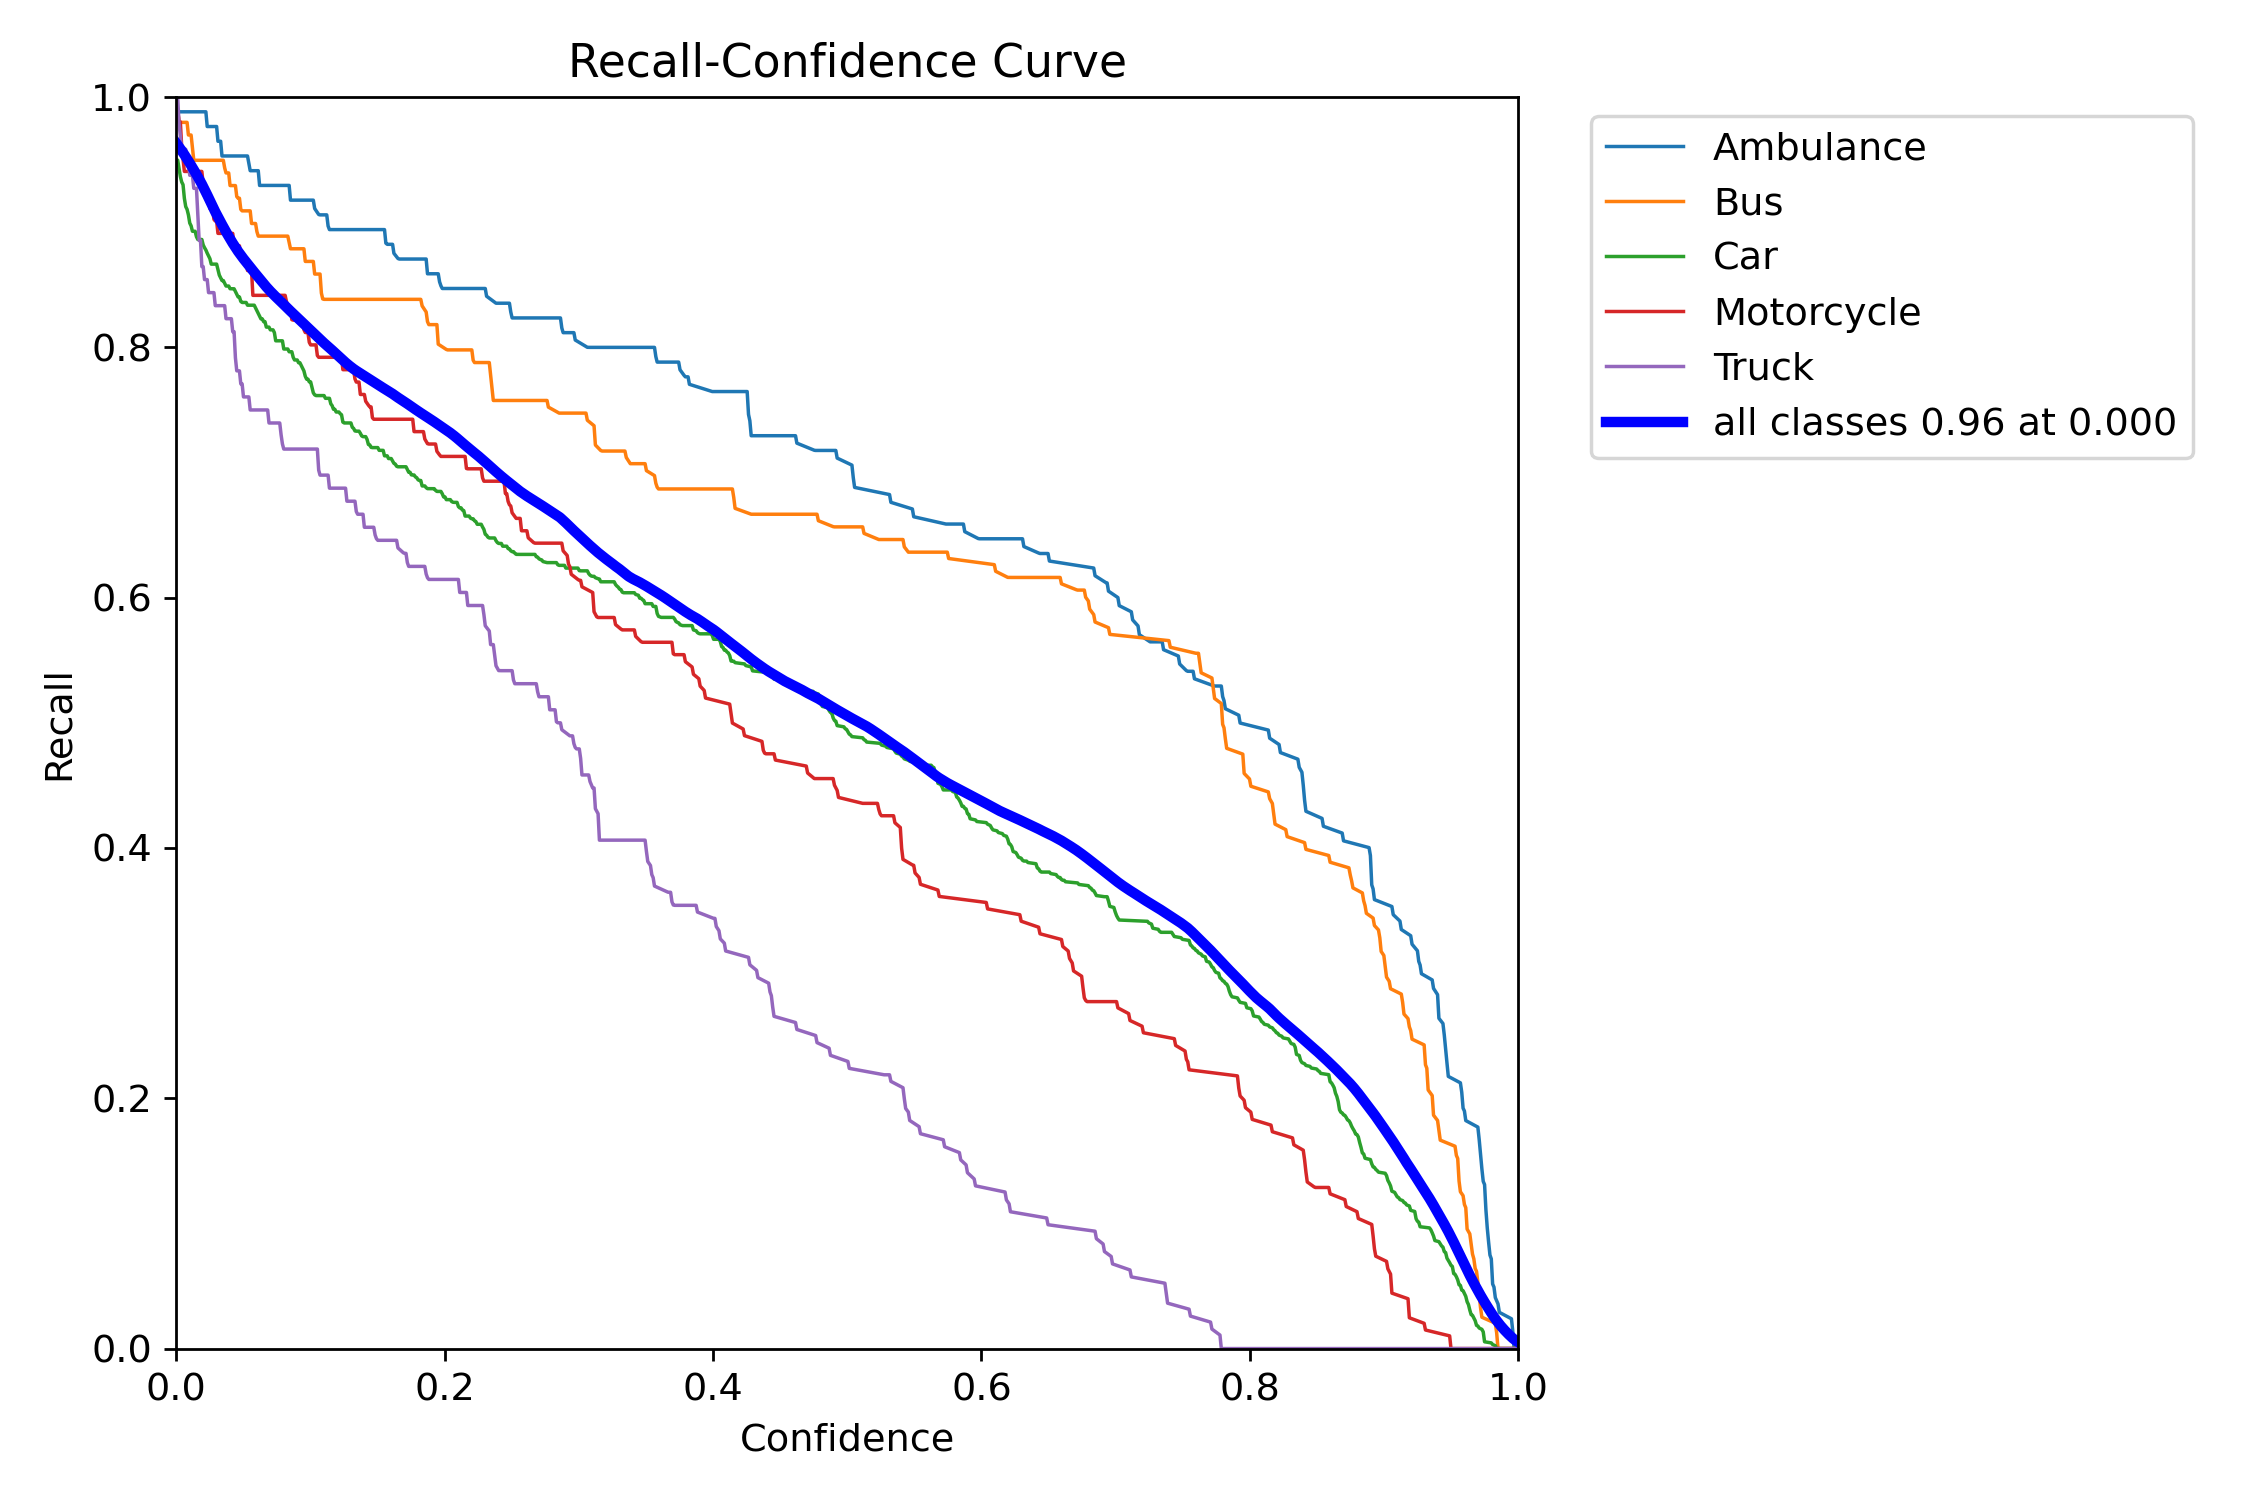 Recall-Confidence Curve
1.0
0.8
0.6
0.4
0.2
0.0
Recall
0.0 0.2 0.4 0.6 0.8 1.0
Confidence
Ambulance
Bus
Car
Motorcycle
Truck
all classes 0.96 at 0.000